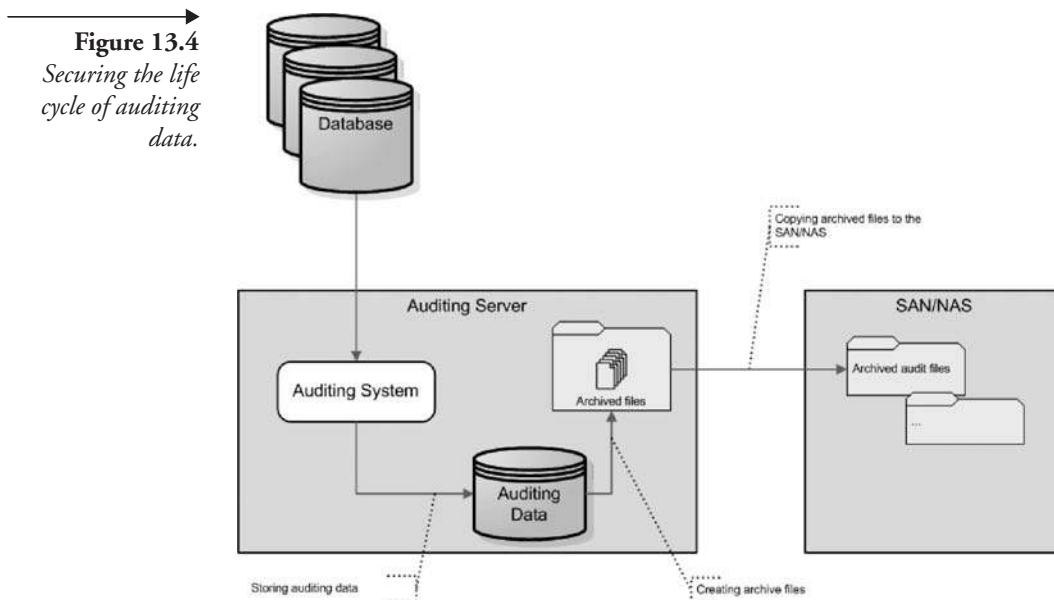 Figure 13.4
Securing the life
cycle of auditing
data.
Database
Copying archived files to the
SAN/NAS
Auditing Server
SAN/NAS
Auditing System
Archived files
Archived audit files
...
Auditing
Data
Storing auditing data
Creating archive files